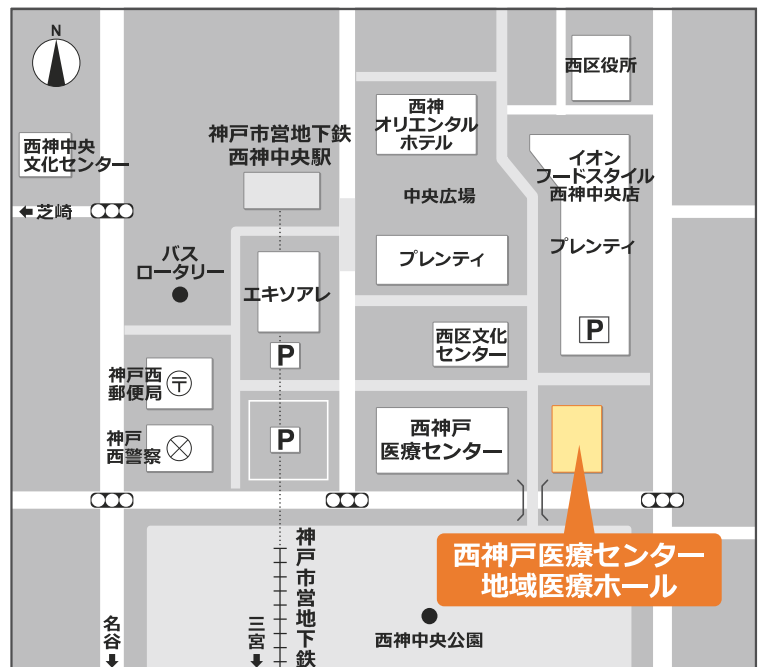 N
西区役所
西神
オリエンタル
ホテル
神戸市営地下鉄
西神中央駅
西神中央
文化センター
イオン
フードスタイル
西神中央店
中央広場
芝崎
バス
ロータリー
プレンティ
プレンティ
エキソアレ
P
西区文化
センター
P
神戸西
郵便局
〒
西神戸
医療センター
神戸
西警察
P
西神戸医療センター
地域医療ホール
神戸市営地下鉄
名谷
三宮
西神中央公園